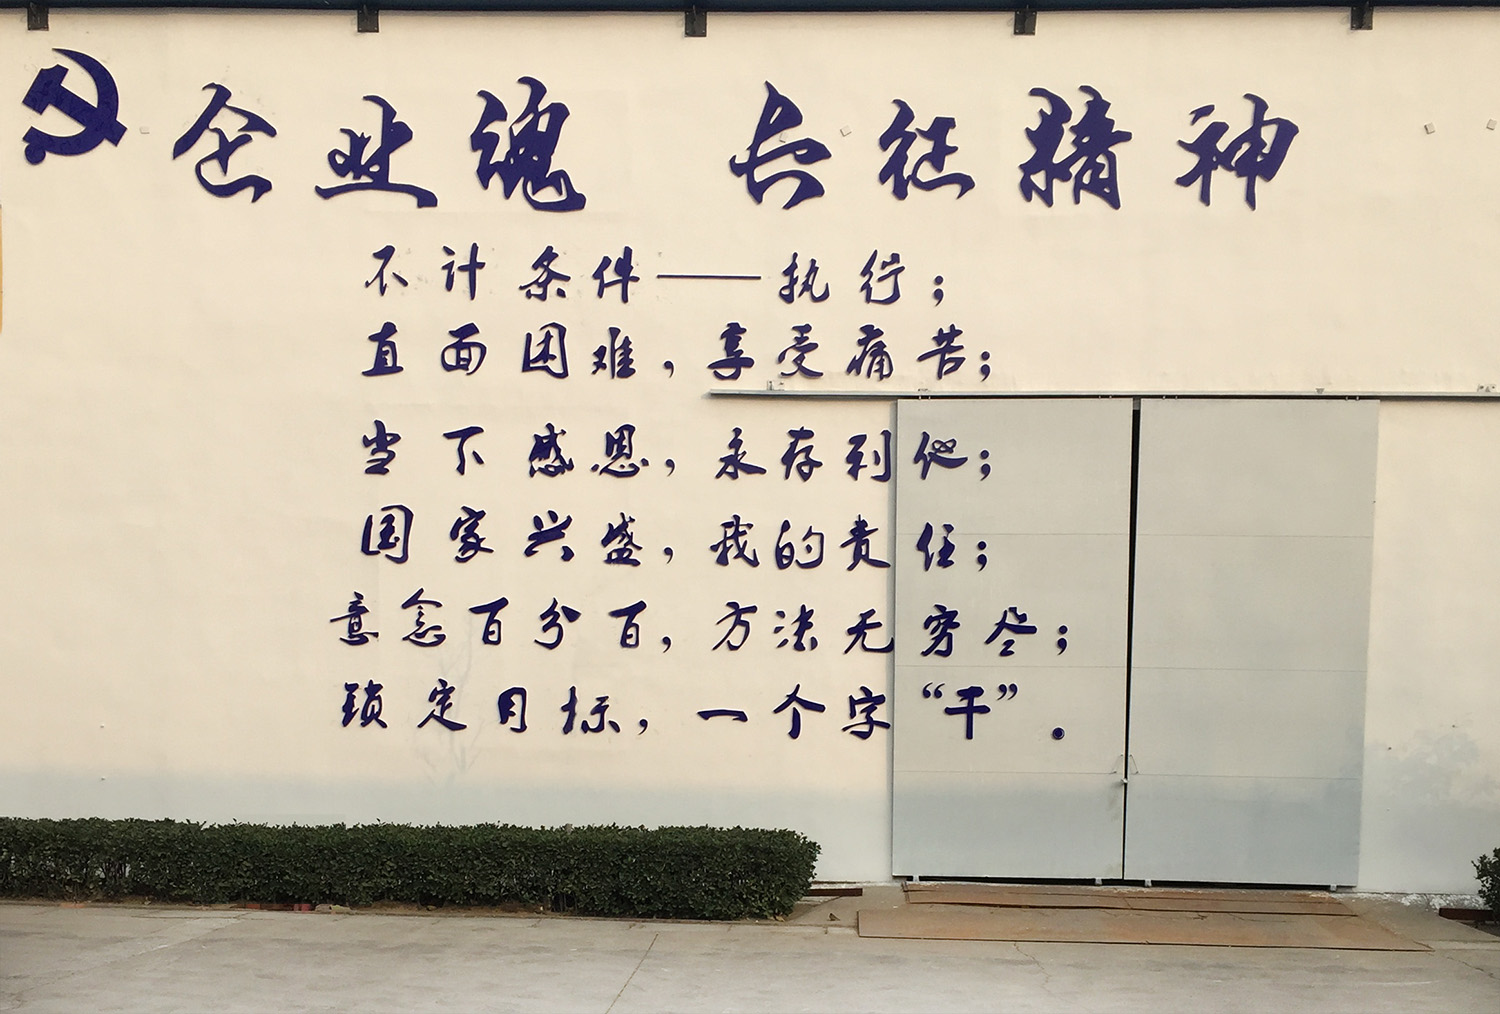 企业魂 长征精神
不计条件——执行；
直面困难，享受痛苦；
当下感恩，永存利他；
国家兴盛，我的责任；
意念百分百，方法无穷尽；
锁定目标，一个字“干”。